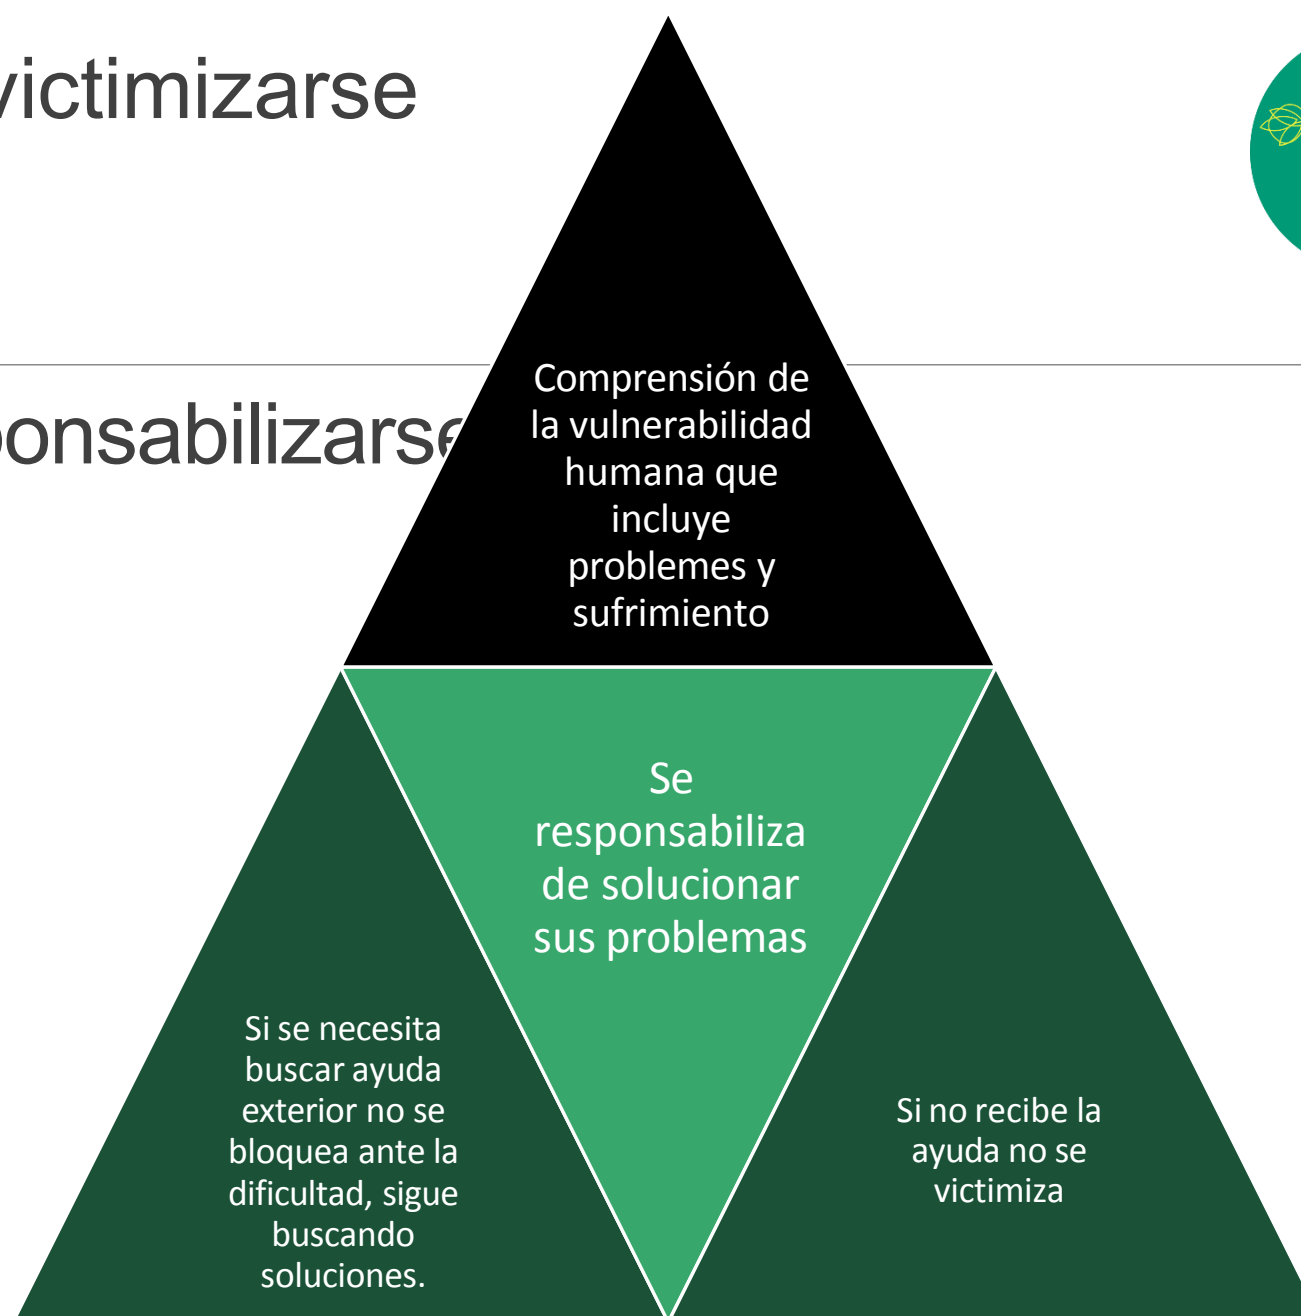 victimizarse
ponsabilizarse
Comprensión de
la vulnerabilidad
humana que
incluye
problemes y
sufrimiento
Se
responsabiliza
de solucionar
sus problemas
Si se necesita
buscar ayuda
exterior no se
bloquea ante la
dificultad, sigue
buscando
soluciones.
Si no recibe la
ayuda no se
victimiza